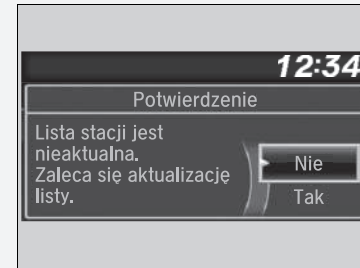 12:34
Potwierdzenie
Lista stacji jest
nieaktualna.
Zaleca się aktualizację
listy.
Nie
Tak